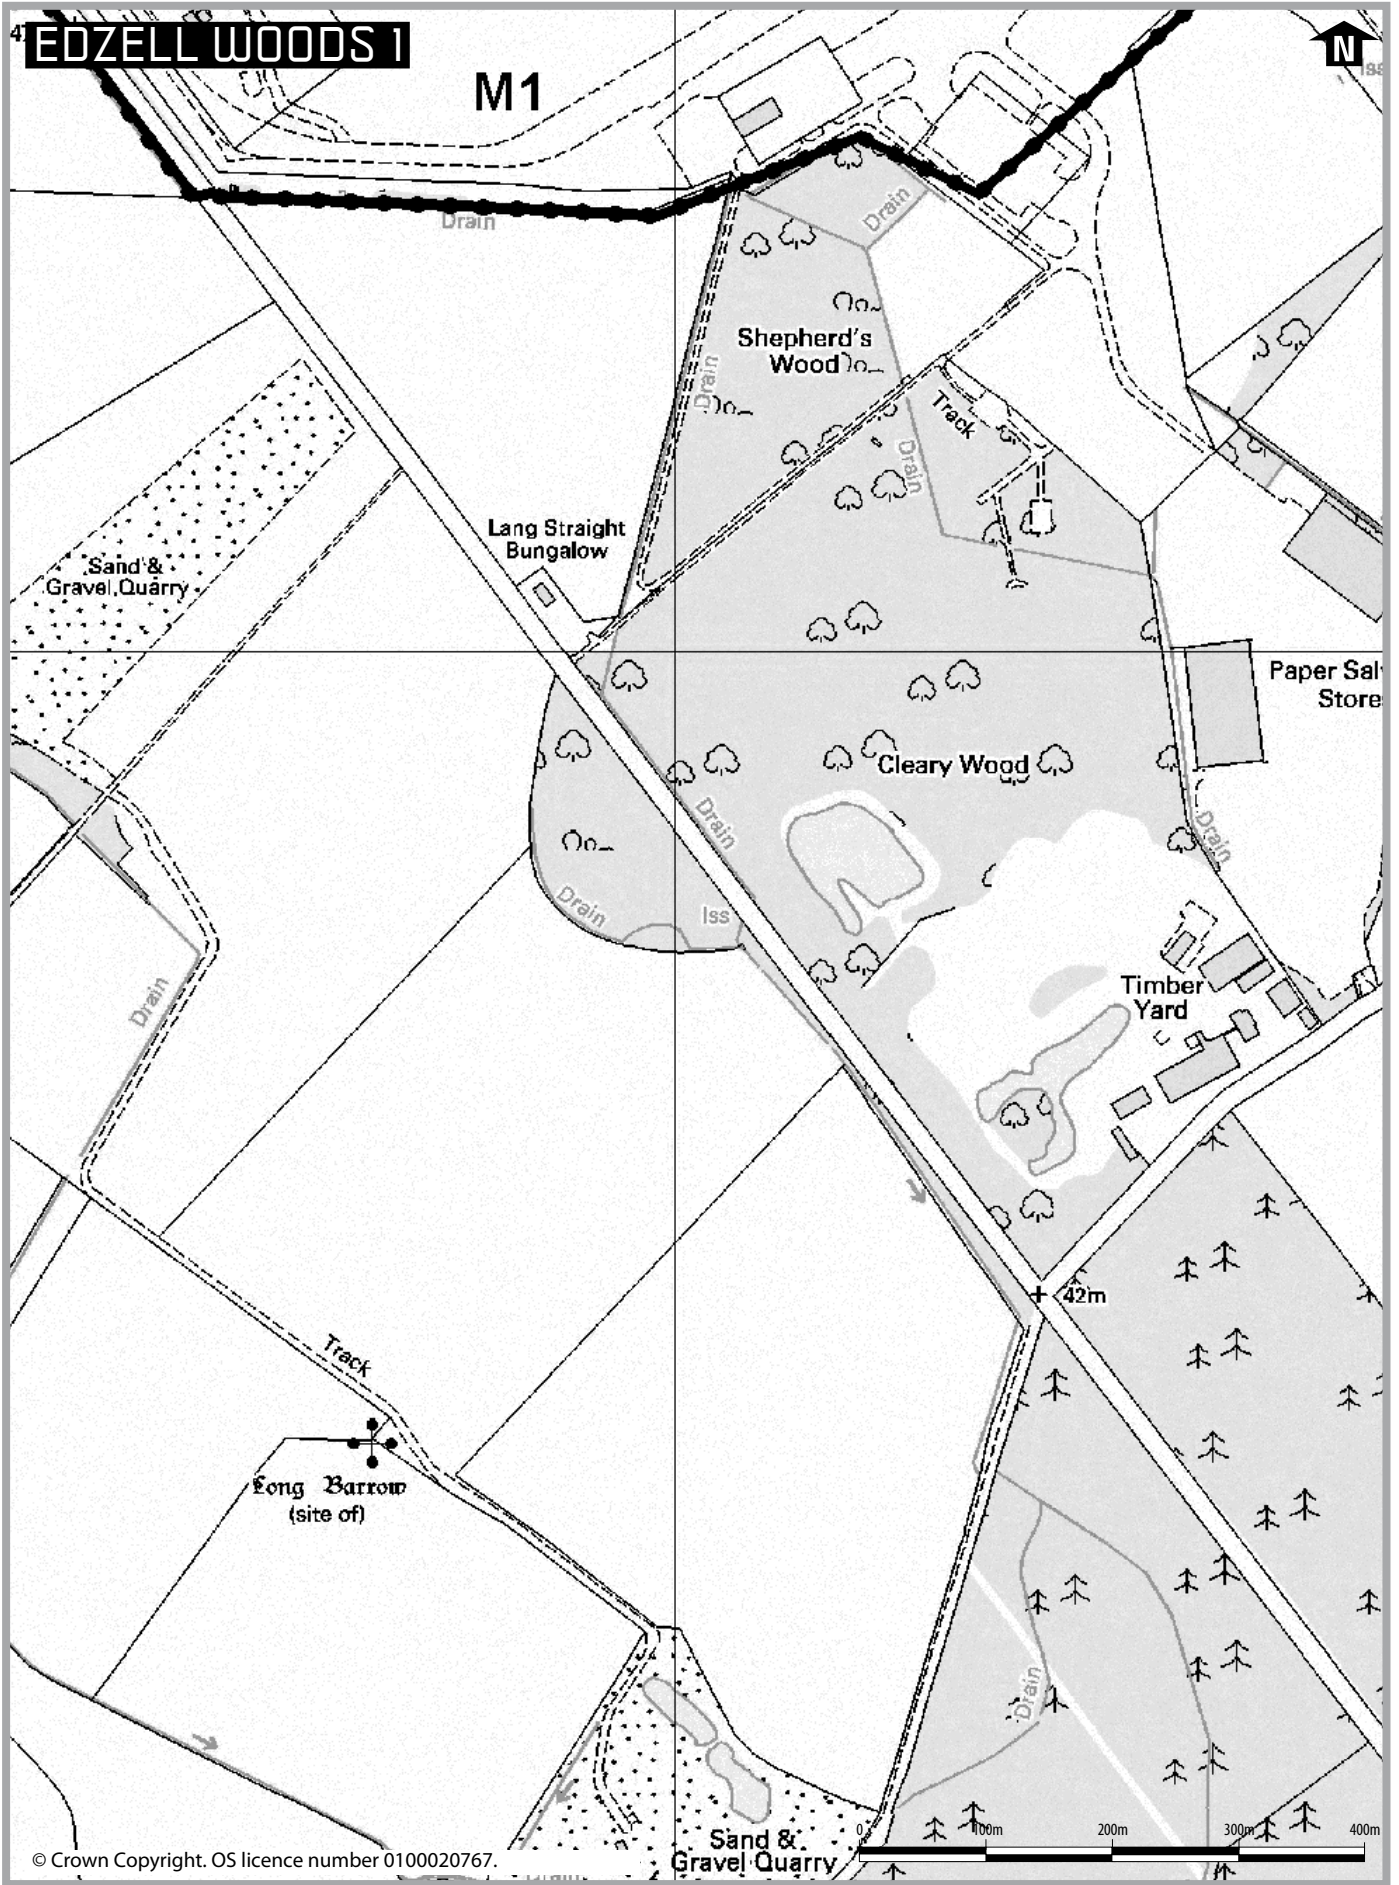 EDZELL WOODS 1
M1
N
Iss
Drain
Drain
Shepherd's
Wood
Drain
Track
Drain
Lang Straight
Bungalow
Sand &
Gravel Quarry
Paper Sal
Store
Cleary Wood
Drain
Drain
Drain
Iss
Timber
Yard
Drain
42m
Track
Long Barrow
(site of)
Drain
Sand &
Gravel Quarry
0 100m 200m 300m 400m
© Crown Copyright. OS licence number 0100020767.
Drain